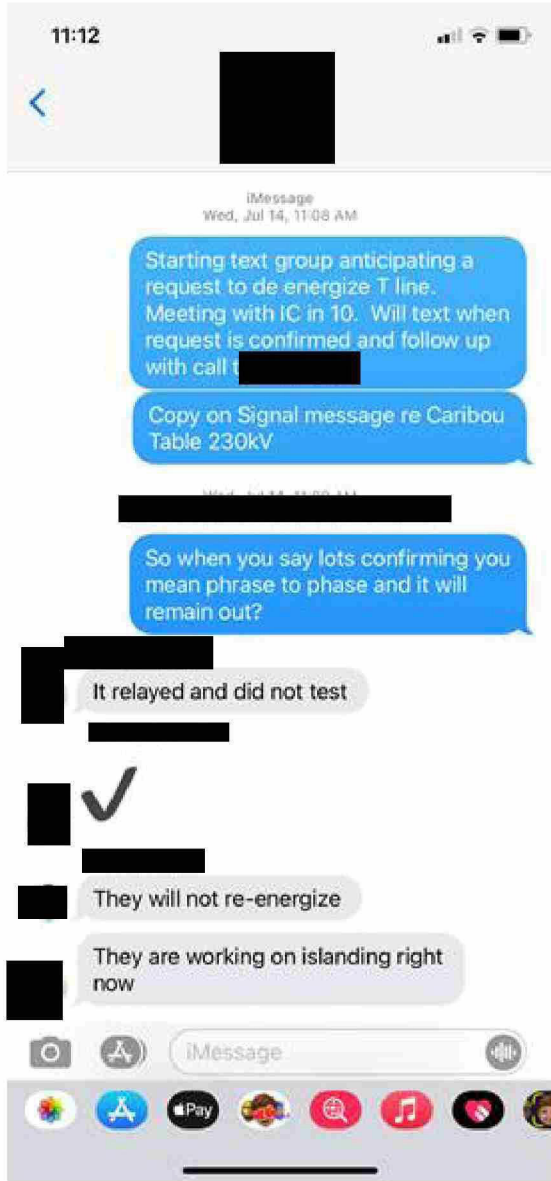 11:12
iMessage
Wed, Jul 14, 11:08 AM
Starting text group anticipating a
request to de energize T line.
Meeting with IC in 10. Will text when
request is confirmed and follow up
with call t
Copy on Signal message re Caribou
Table 230kV
So when you say lots confirming you
mean phrase to phase and it will
remain out?
It relayed and did not test
They will not re-energize
They are working on islanding right
now
iMessage
Pay